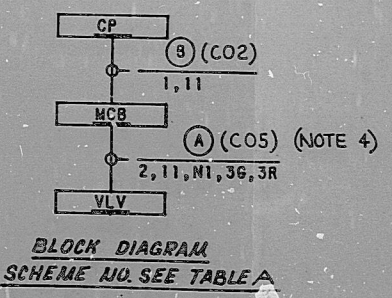 CP
B (CO2)
1, 11
MCB
A (CO5) (NOTE 4)
2, 11, N1, 3G, 3R
VLV
BLOCK DIAGRAM
SCHEME NO. SEE TABLE A